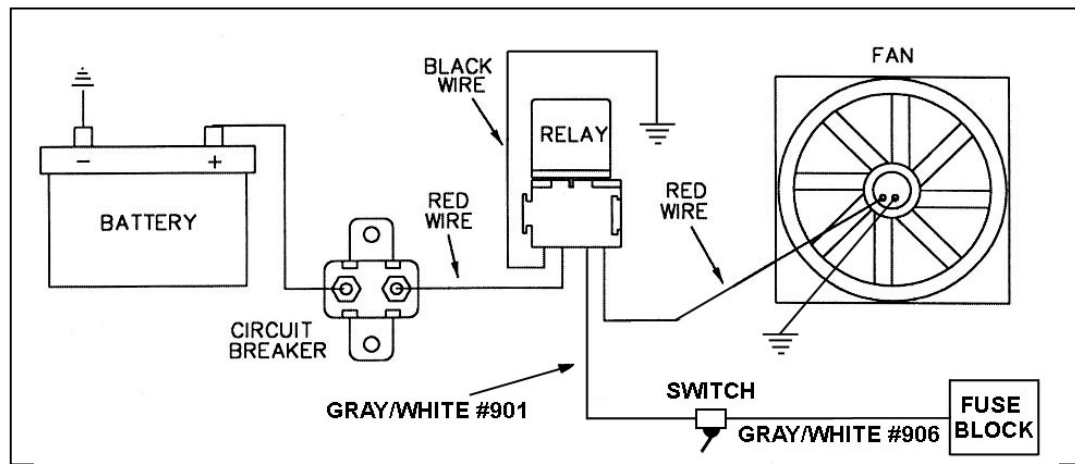 FAN
BLACK
WIRE
RELAY
−
+
BATTERY
RED
WIRE
RED
WIRE
CIRCUIT
BREAKER
GRAY/WHITE #901
SWITCH
GRAY/WHITE #906
FUSE
BLOCK